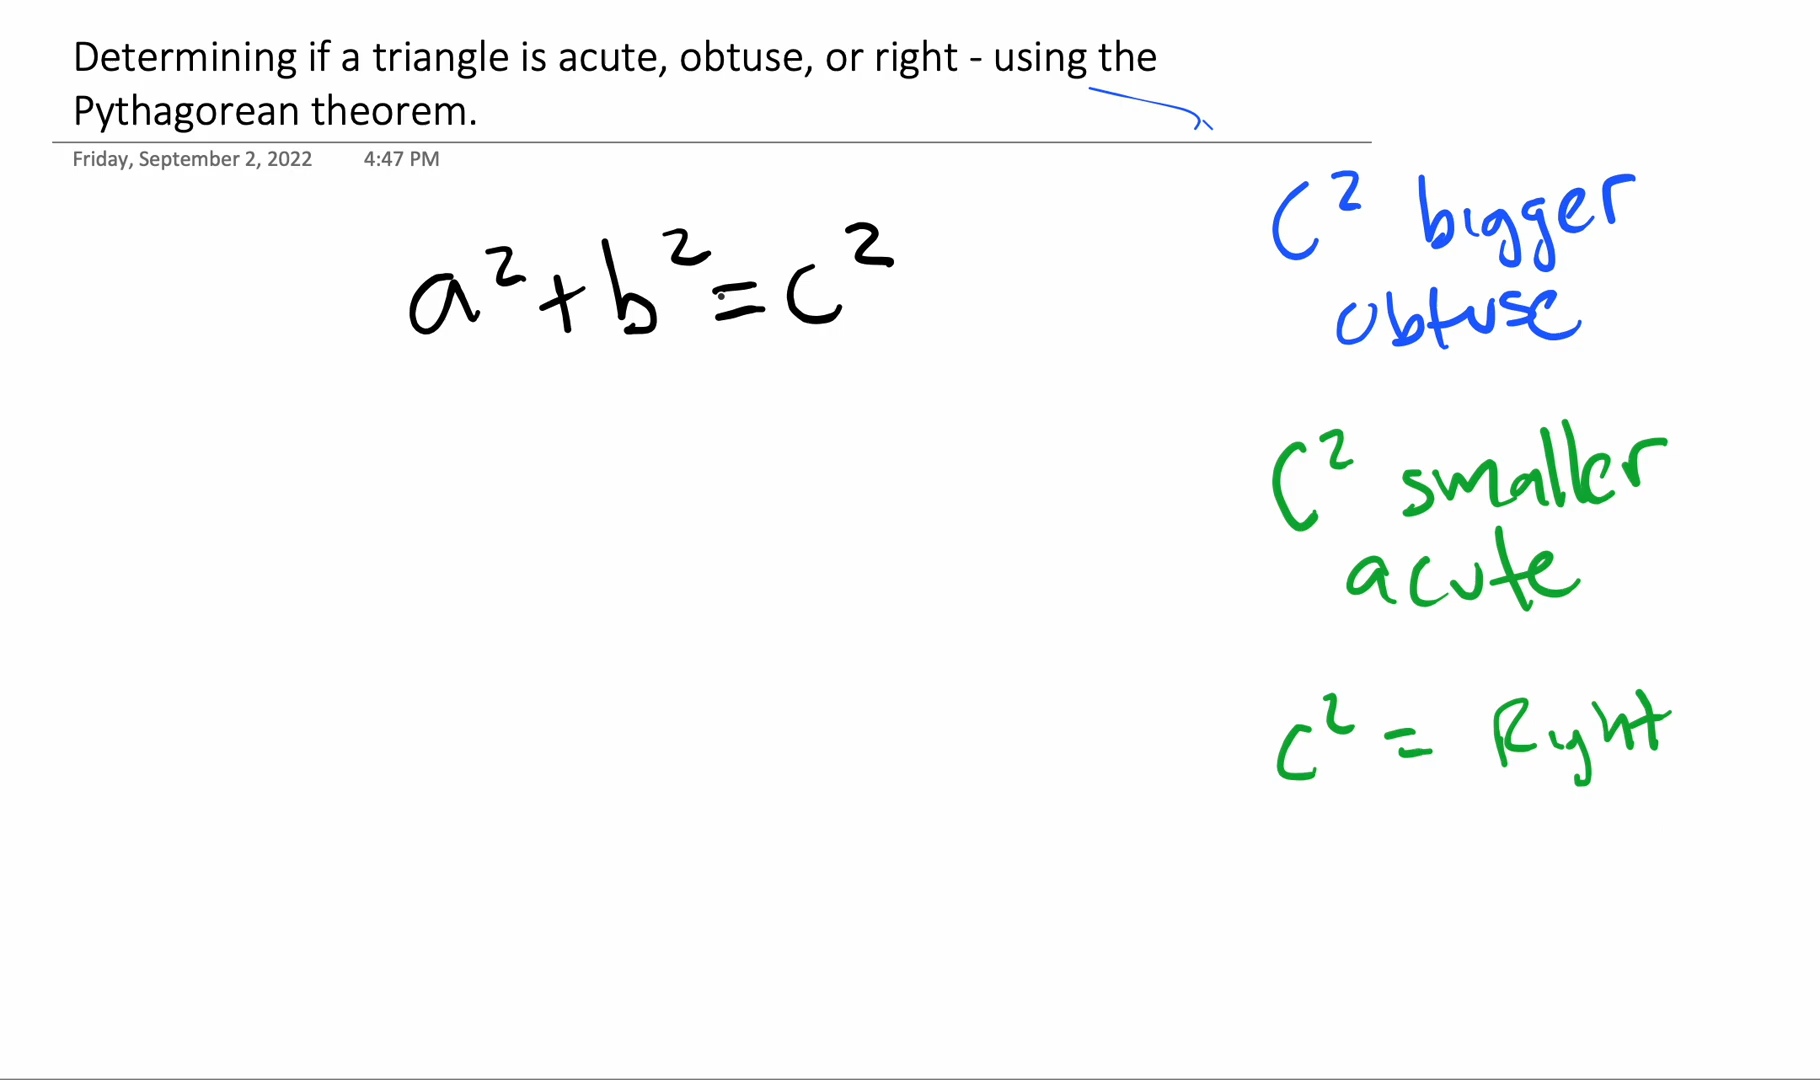 Determining if a triangle is acute, obtuse, or right - using the
Pythagorean theorem.
Friday, September 2, 2022 4:47 PM
a²+b²=c²
C² bigger
obtuse
C² smaller
acute
C² = Right